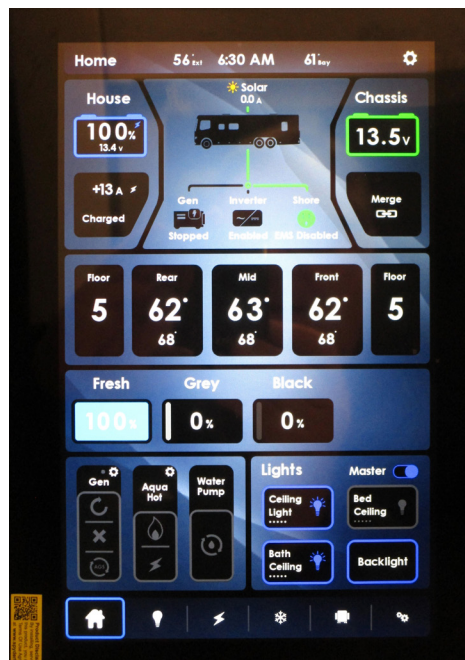 Home 56° Ext 6:30 AM 61° Bay
House
100%
13.4 v
+13 A
Charged
Solar
0.0 A
Gen Inverter Shore
Stopped Enabled EMS Disabled
Chassis
13.5v
Merge
Floor Rear Mid Front Floor
5 62° 63° 62° 5
68° 68° 68°
Fresh Grey Black
100% 0% 0%
Gen
AGS
Aqua
Hot
Water
Pump
Lights Master
Ceiling
Light
Bed
Ceiling
Bath
Ceiling
Backlight